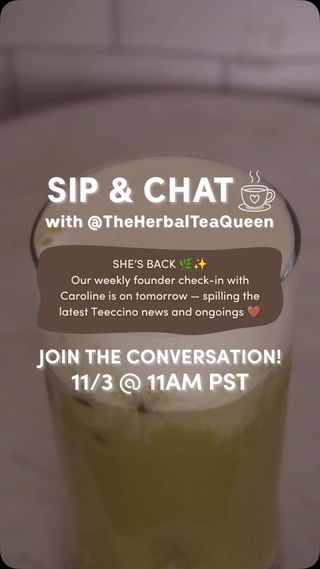 SIP & CHAT
with @TheHerbalTeaQueen
SHE'S BACK 🌿✨
Our weekly founder check-in with
Caroline is on tomorrow — spilling the
latest Teeccino news and ongoings ❤️
JOIN THE CONVERSATION!
11/3 @ 11AM PST